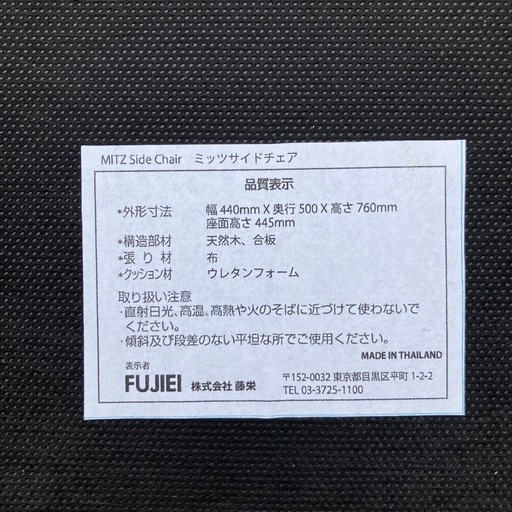 MITZ Side Chair ミッツサイドチェア
品質表示
*外形寸法 幅 440mm X 奥行 500 X 高さ 760mm
座面高さ 445mm
*構造部材 天然木、合板
*張り材 布
*クッション材 ウレタンフォーム
取り扱い注意
・直射日光、高温。高熱や火のそばに近づけて使わないで
ください。
・傾斜及び段差のない平坦な所でご使用ください。
MADE IN THAILAND
表示者
FUJIEI 株式会社 藤栄
〒152-0032 東京都目黒区平町 1-2-2
TEL 03-3725-1100